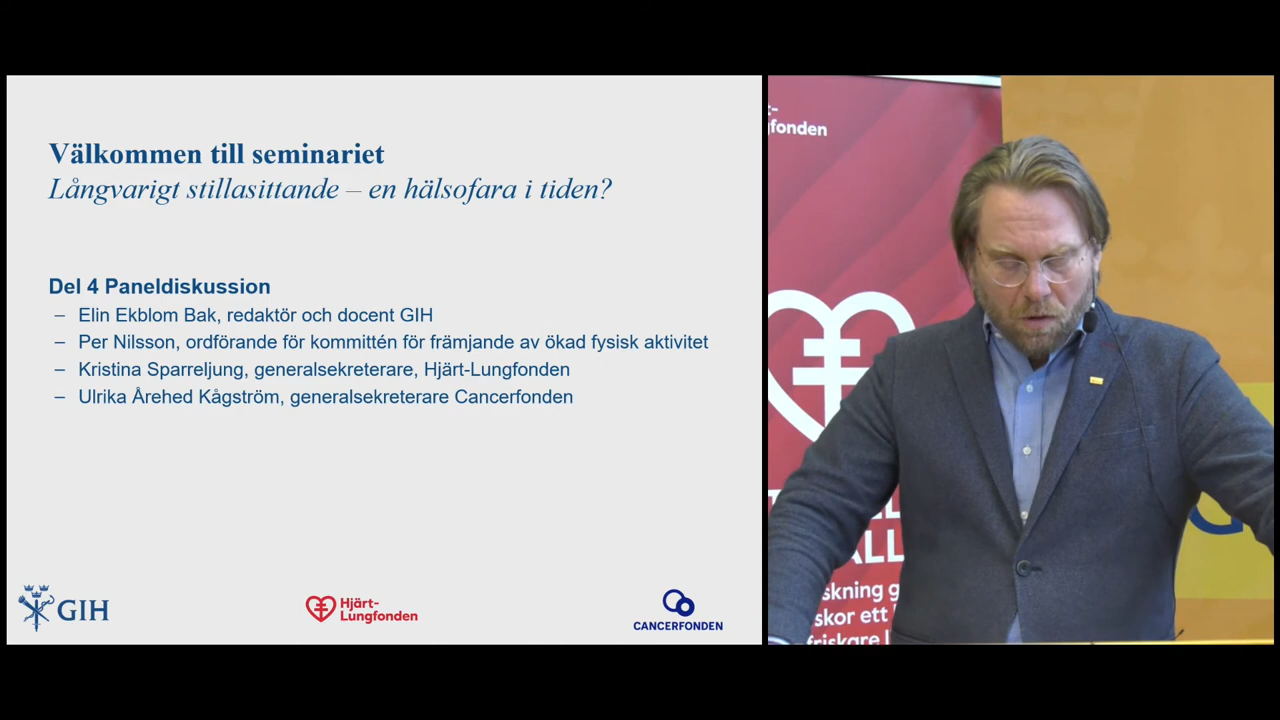 Välkommen till seminariet
Långvarigt stillasittande – en hälsofara i tiden?
Del 4 Paneldiskussion
– Elin Ekblom Bak, redaktör och docent GIH
– Per Nilsson, ordförande för kommittén för främjande av ökad fysisk aktivitet
– Kristina Sparreljung, generalsekreterare, Hjärt-Lungfonden
– Ulrika Årehed Kågström, generalsekreterare Cancerfonden
GIH
Hjärt-
Lungfonden
CANCERFONDEN
fonden
ALL
skning g
skor ett
friskare l